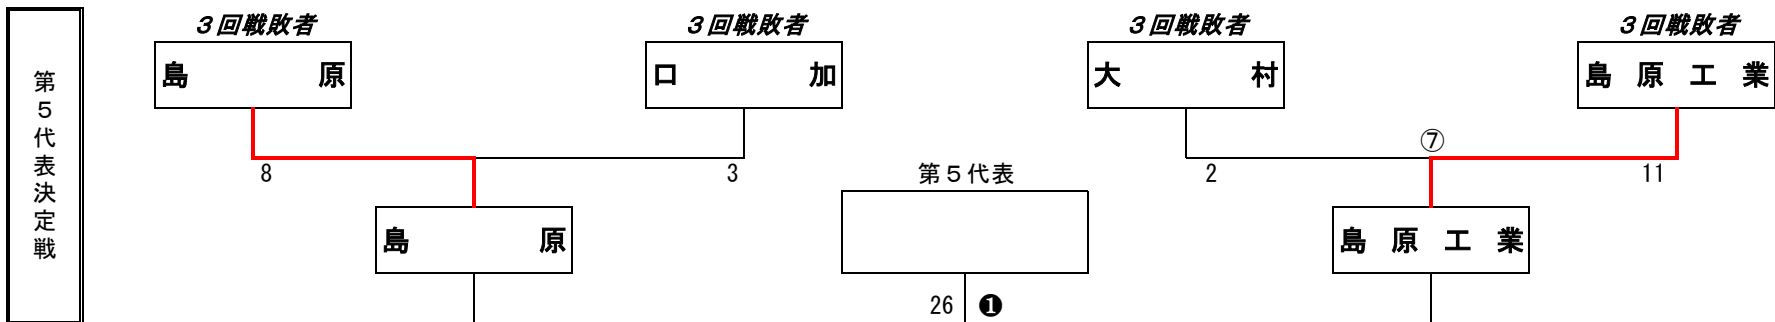 第５代表決定戦
３回戦敗者 ３回戦敗者 ３回戦敗者 ３回戦敗者
島原 口加 大村 島原工業
⑦
8 3 第５代表 2 11
島原 島原工業
26 ❶